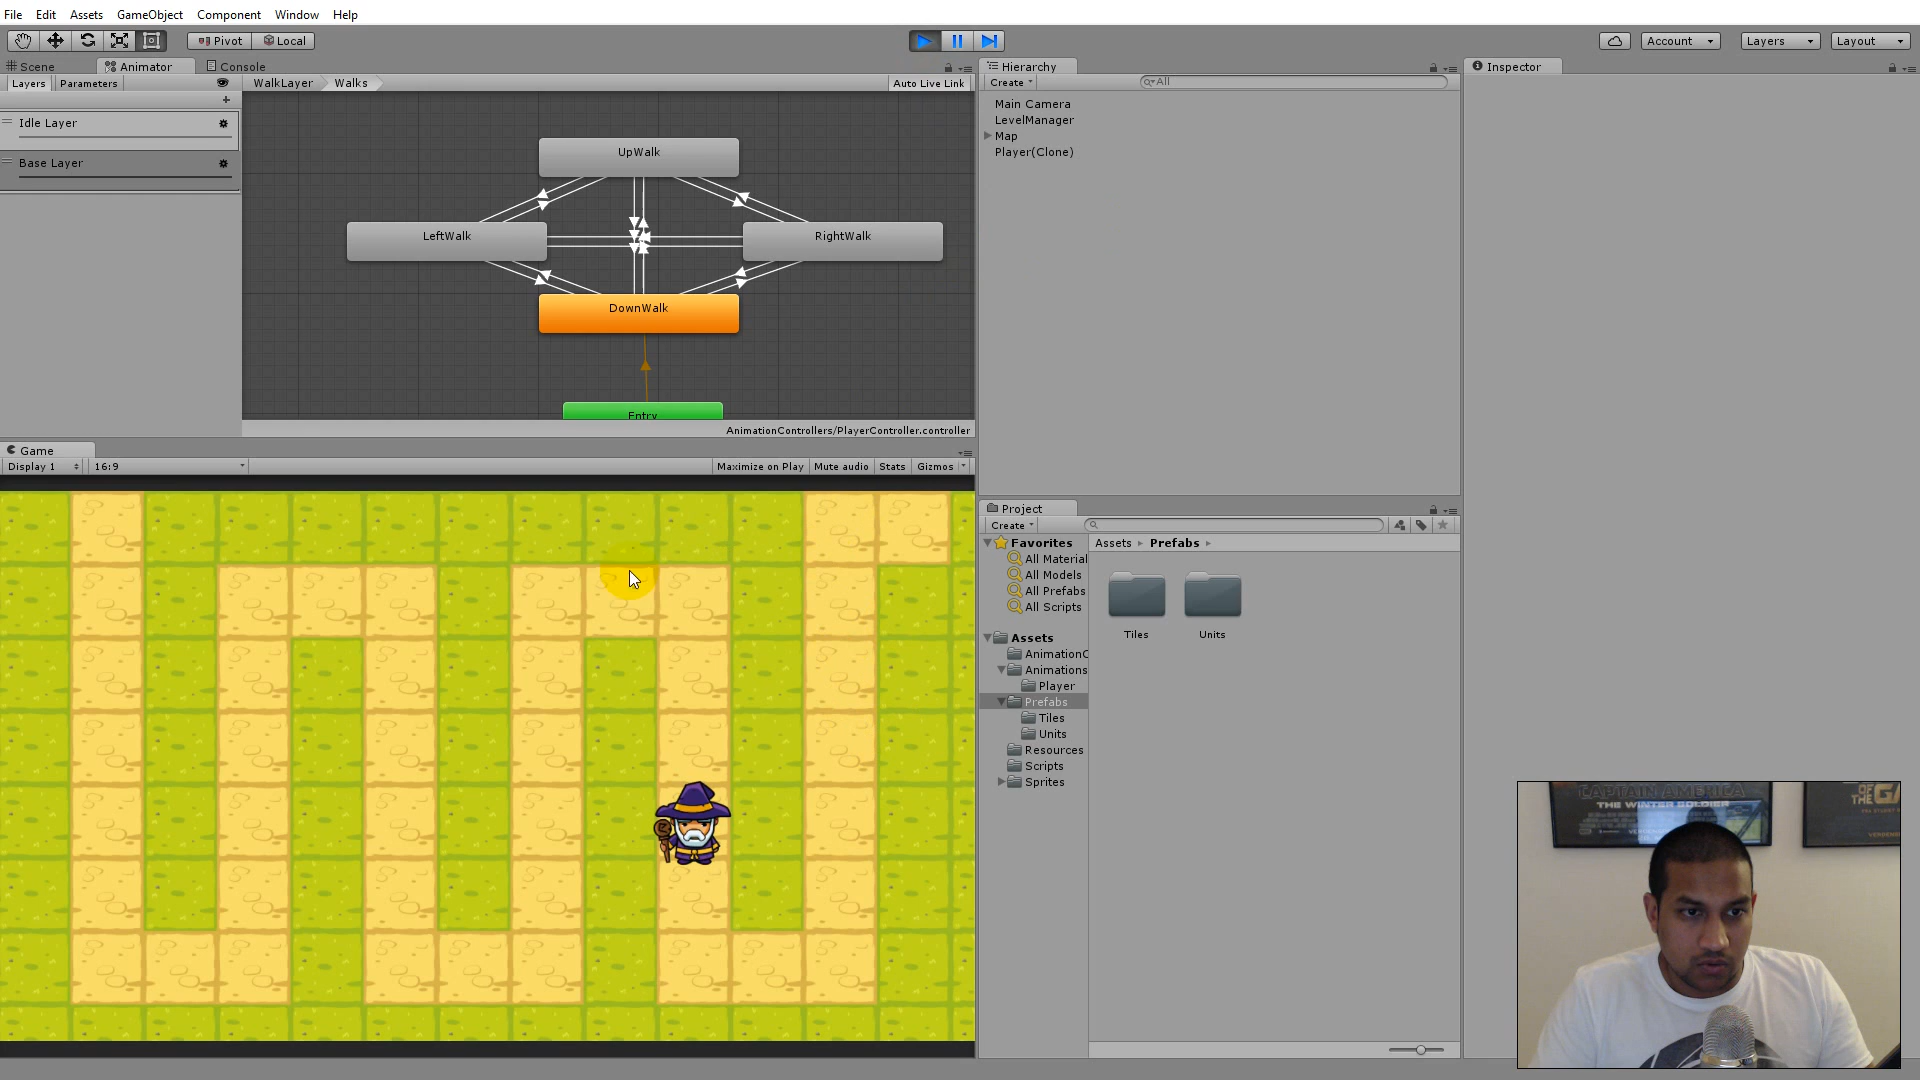 File Edit Assets GameObject Component Window Help
Pivot Local Account Layers Layout
Scene Animator Console
Layers Parameters WalkLayer Walks Auto Live Link
Idle Layer
Base Layer
UpWalk
LeftWalk RightWalk
DownWalk
Entry
AnimationControllers/PlayerController.controller
Game
Display 1 16:9 Maximize on Play Mute audio Stats Gizmos
Hierarchy
Create All
Main Camera
LevelManager
Map
Player(Clone)
Project
Create
Favorites
All Material
All Models
All Prefabs
All Scripts
Assets
AnimationC
Animations
Player
Prefabs
Tiles
Units
Resources
Scripts
Sprites
Assets Prefabs
Tiles Units
Inspector
CAPTAIN AMERICA
THE WINTER SOLDIER
OF THE